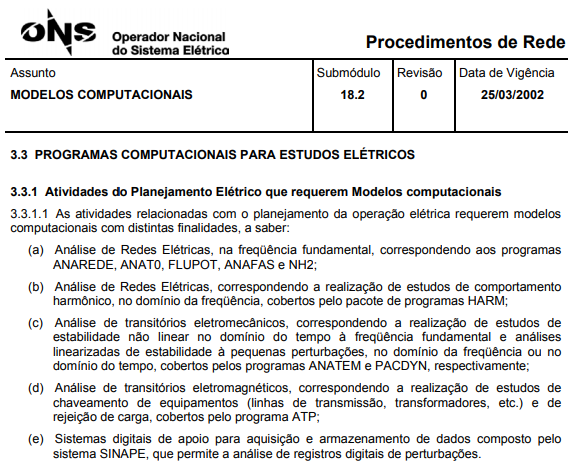 ONS
Operador Nacional
do Sistema Elétrico
Procedimentos de Rede
Assunto
Submódulo
Revisão
Data de Vigência
MODELOS COMPUTACIONAIS
18.2
0
25/03/2002
3.3 PROGRAMAS COMPUTACIONAIS PARA ESTUDOS ELÉTRICOS
3.3.1 Atividades do Planejamento Elétrico que requerem Modelos computacionais
3.3.1.1 As atividades relacionadas com o planejamento da operação elétrica requerem modelos
computacionais com distintas finalidades, a saber:
(a) Análise de Redes Elétricas, na freqüência fundamental, correspondendo aos programas
ANAREDE, ANAT0, FLUPOT, ANAFAS e NH2;
(b) Análise de Redes Elétricas, correspondendo a realização de estudos de comportamento
harmônico, no domínio da freqüência, cobertos pelo pacote de programas HARM;
(c) Análise de transitórios eletromecânicos, correspondendo a realização de estudos de
estabilidade não linear no domínio do tempo à freqüência fundamental e análises
linearizadas de estabilidade à pequenas perturbações, no domínio da freqüência ou no
domínio do tempo, cobertos pelos programas ANATEM e PACDYN, respectivamente;
(d) Análise de transitórios eletromagnéticos, correspondendo a realização de estudos de
chaveamento de equipamentos (linhas de transmissão, transformadores, etc.) e de
rejeição de carga, cobertos pelo programa ATP;
(e) Sistemas digitais de apoio para aquisição e armazenamento de dados composto pelo
sistema SINAPE, que permite a análise de registros digitais de perturbações.